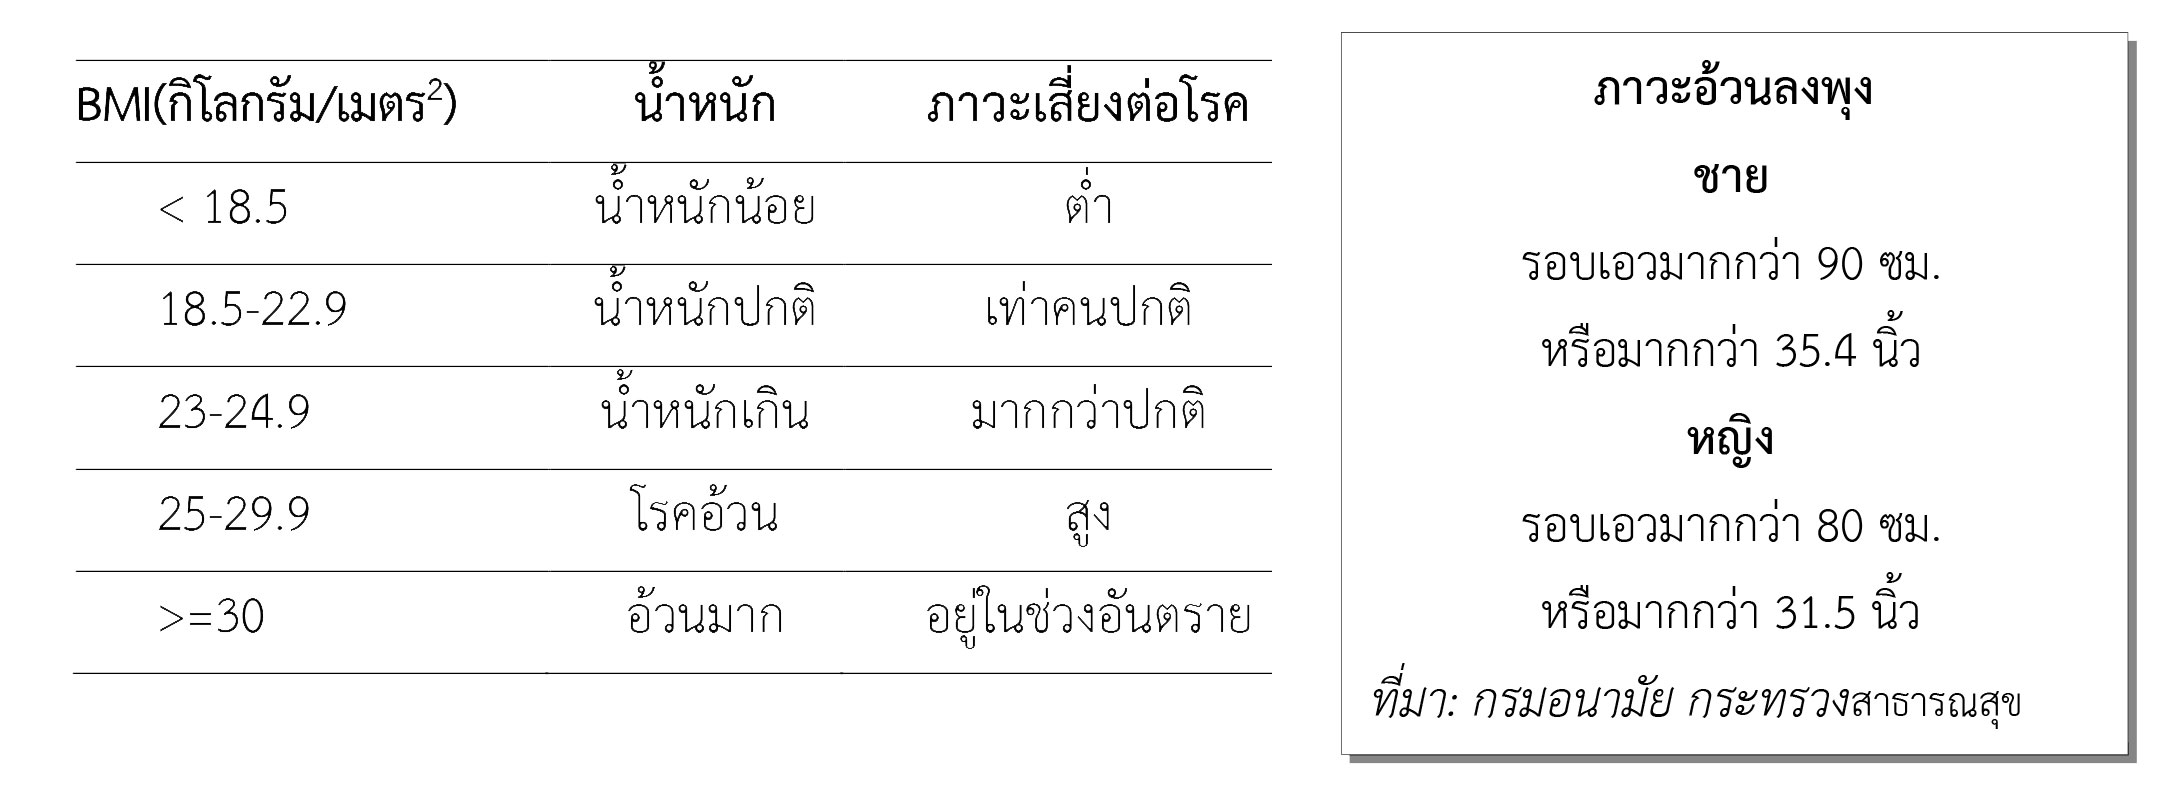 BMI(กิโลกรัม/เมตร²) น้ำหนัก ภาวะเสี่ยงต่อโรค
< 18.5 น้ำหนักน้อย ต่ำ
18.5-22.9 น้ำหนักปกติ เท่าคนปกติ
23-24.9 น้ำหนักเกิน มากกว่าปกติ
25-29.9 โรคอ้วน สูง
>=30 อ้วนมาก อยู่ในช่วงอันตราย
ภาวะอ้วนลงพุง
ชาย
รอบเอวมากกว่า 90 ซม.
หรือมากกว่า 35.4 นิ้ว
หญิง
รอบเอวมากกว่า 80 ซม.
หรือมากกว่า 31.5 นิ้ว
ที่มา: กรมอนามัย กระทรวงสาธารณสุข